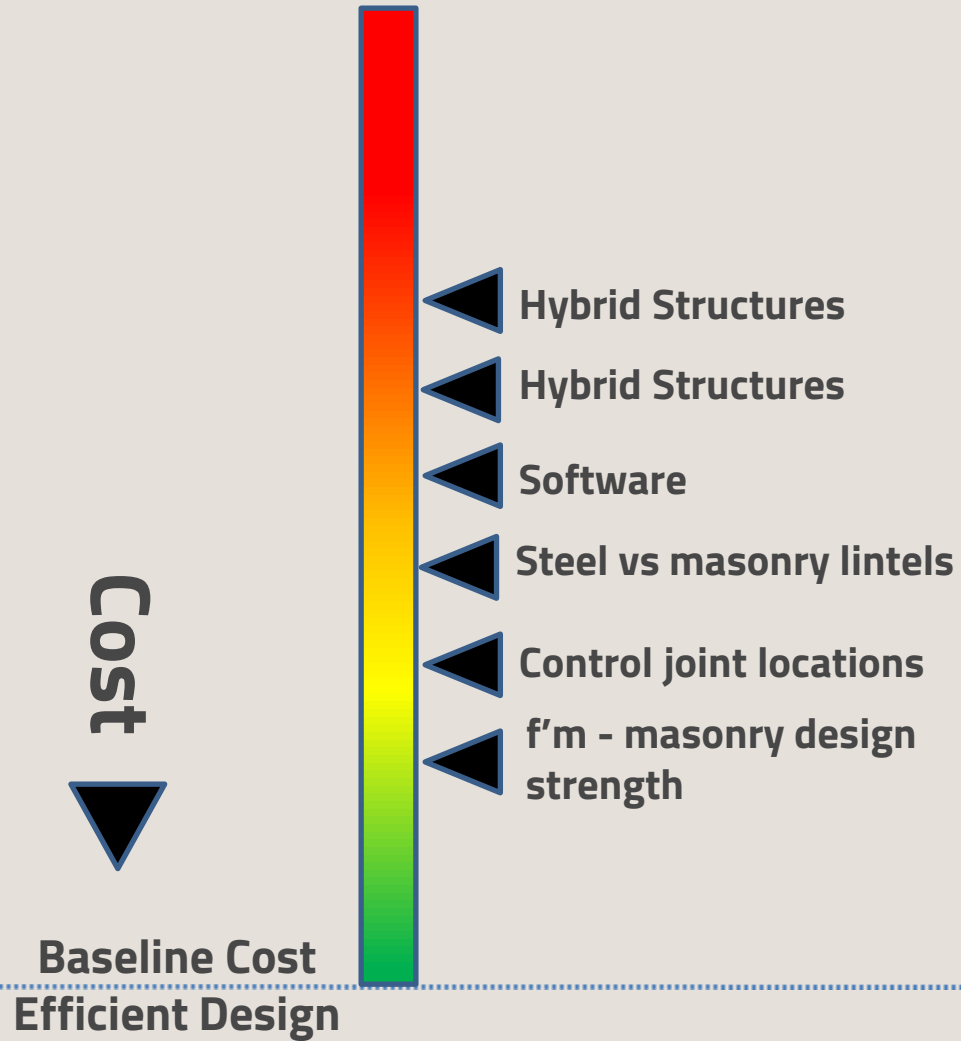 Hybrid Structures
Hybrid Structures
Software
Steel vs masonry lintels
Control joint locations
f’m - masonry design
strength
Cost
Baseline Cost
Efficient Design